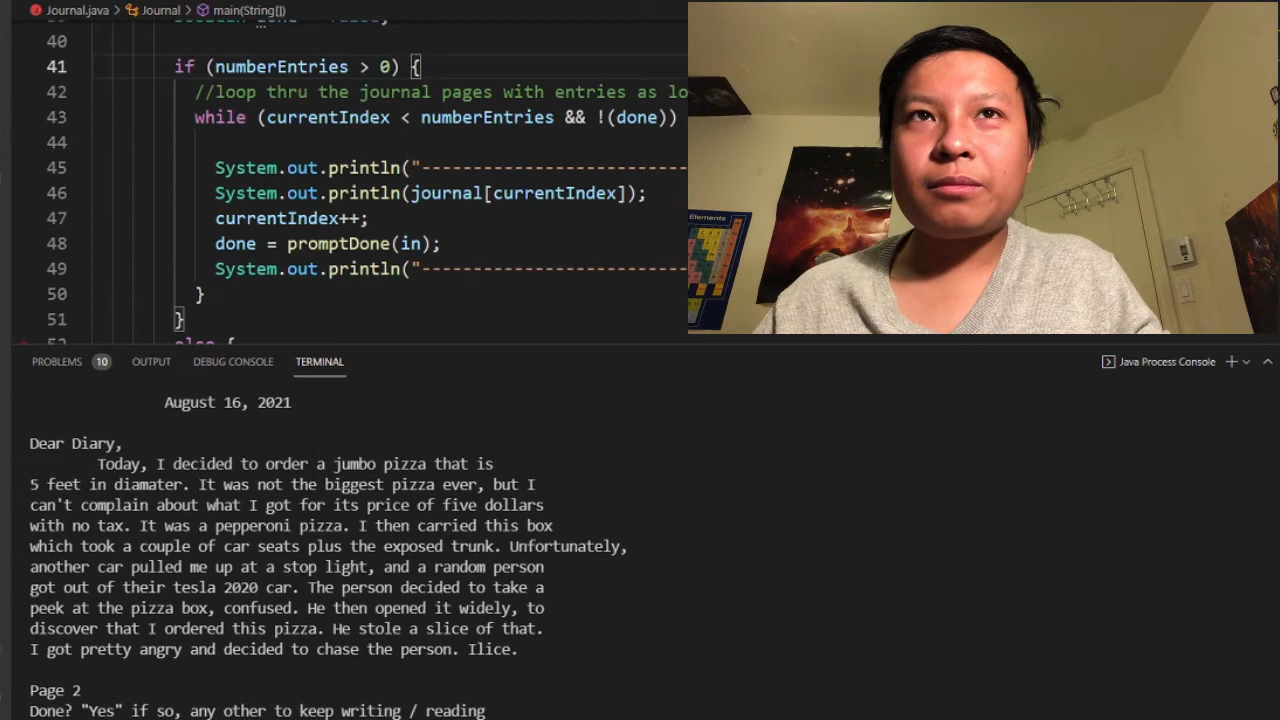 Journal.java > Journal > main(String[])
40
41 if (numberEntries > 0) {
42 //loop thru the journal pages with entries as lo
43 while (currentIndex < numberEntries && !(done))
44
45 System.out.println("-------------------------------
46 System.out.println(journal[currentIndex]);
47 currentIndex++;
48 done = promptDone(in);
49 System.out.println("-------------------------------
50 }
51 }
else {
Elements
PROBLEMS 10 OUTPUT DEBUG CONSOLE TERMINAL Java Process Console
August 16, 2021
Dear Diary,
Today, I decided to order a jumbo pizza that is
5 feet in diamater. It was not the biggest pizza ever, but I
can't complain about what I got for its price of five dollars
with no tax. It was a pepperoni pizza. I then carried this box
which took a couple of car seats plus the exposed trunk. Unfortunately,
another car pulled me up at a stop light, and a random person
got out of their tesla 2020 car. The person decided to take a
peek at the pizza box, confused. He then opened it widely, to
discover that I ordered this pizza. He stole a slice of that.
I got pretty angry and decided to chase the person. Ilice.
Page 2
Done? "Yes" if so, any other to keep writing / reading